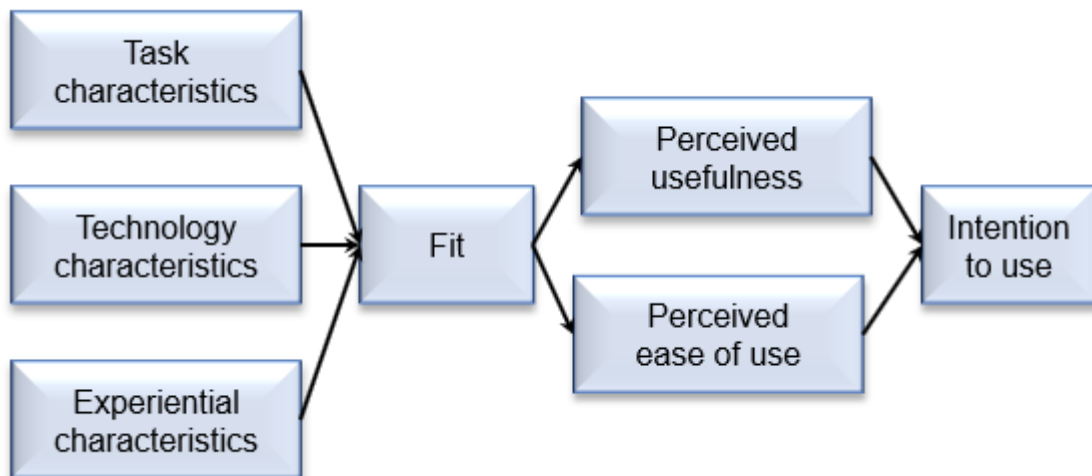 Task
characteristics
Technology
characteristics
Experiential
characteristics
Fit
Perceived
usefulness
Perceived
ease of use
Intention
to use